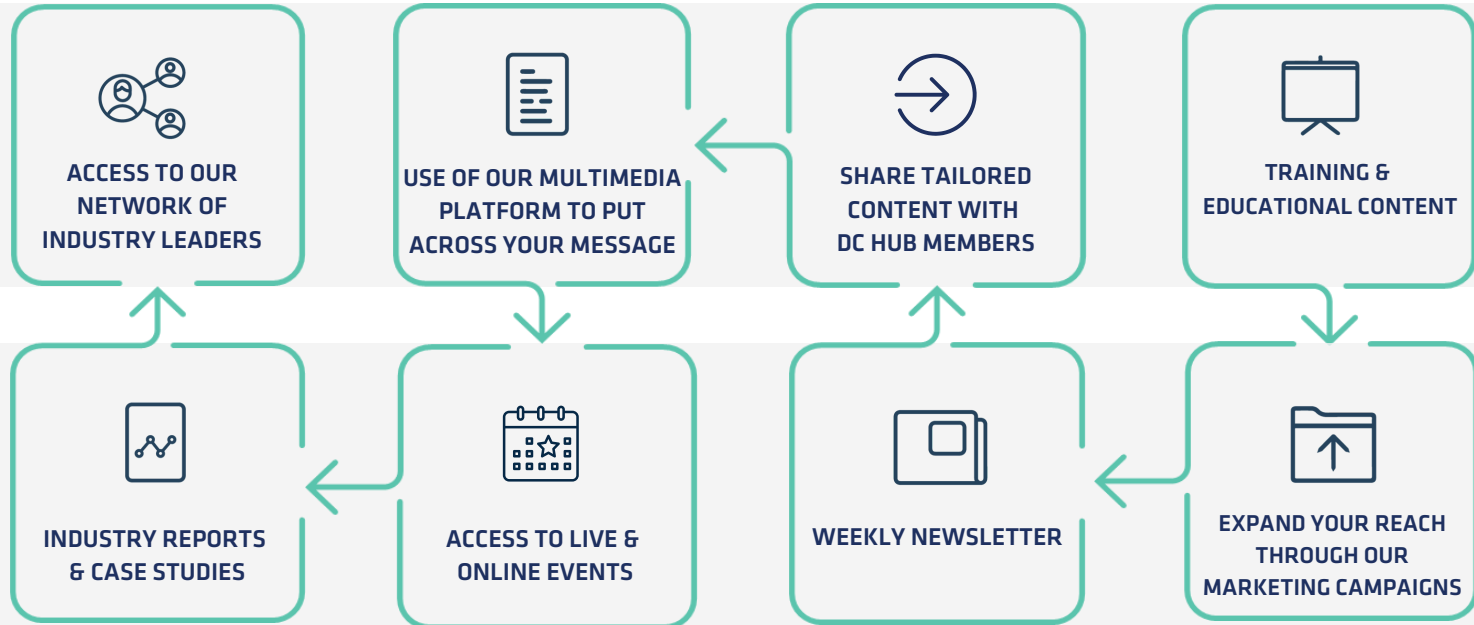 ACCESS TO OUR
NETWORK OF
INDUSTRY LEADERS
USE OF OUR MULTIMEDIA
PLATFORM TO PUT
ACROSS YOUR MESSAGE
SHARE TAILORED
CONTENT WITH
DC HUB MEMBERS
TRAINING &
EDUCATIONAL CONTENT
INDUSTRY REPORTS
& CASE STUDIES
ACCESS TO LIVE &
ONLINE EVENTS
WEEKLY NEWSLETTER
EXPAND YOUR REACH
THROUGH OUR
MARKETING CAMPAIGNS